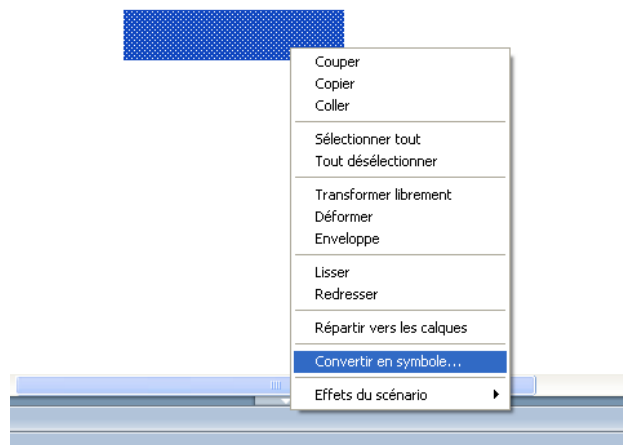 Couper
Copier
Coller
Sélectionner tout
Tout désélectionner
Transformer librement
Déformer
Enveloppe
Lisser
Redresser
Répartir vers les calques
Convertir en symbole...
Effets du scénario